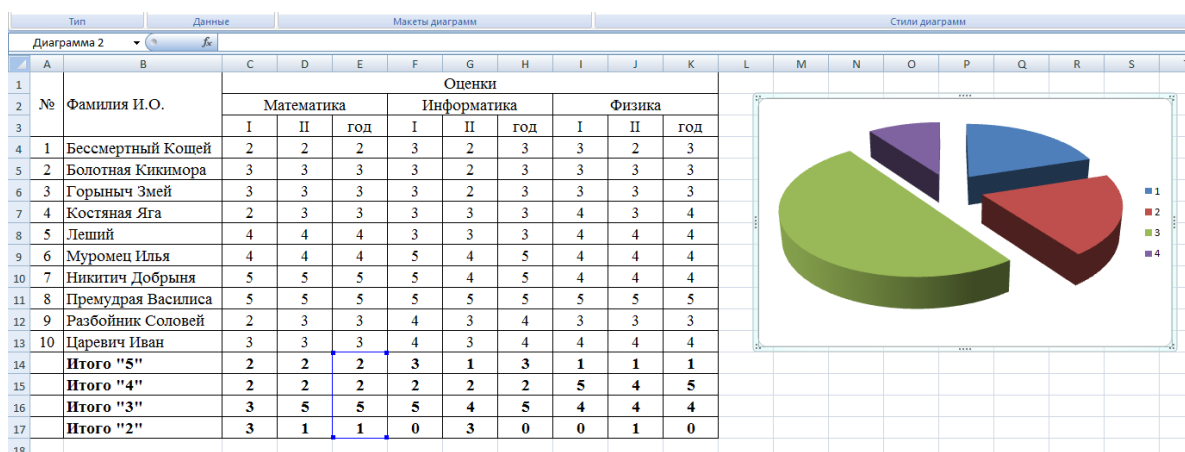 Тип Данные Макеты диаграмм Стили диаграмм
Диаграмма 2 fx
A B C D E F G H I J K L M N O P Q R S
1 Оценки
2 № Фамилия И.О. Математика Информатика Физика
3 I II год I II год I II год
4 1 Бессмертный Кощей 2 2 2 3 2 3 3 2 3
5 2 Болотная Кикимора 3 3 3 3 2 3 3 3 3
6 3 Горыныч Змей 3 3 3 3 2 3 3 3 3
7 4 Костяная Яга 2 3 3 3 3 3 4 3 4
8 5 Леший 4 4 4 3 3 3 4 4 4
9 6 Муромец Илья 4 4 4 5 4 5 4 4 4
10 7 Никитич Добрыня 5 5 5 5 4 5 4 4 4
11 8 Премудрая Василиса 5 5 5 5 5 5 5 5 5
12 9 Разбойник Соловей 2 3 3 4 3 4 3 3 3
13 10 Царевич Иван 3 3 3 4 3 4 4 4 4
14 Итого "5" 2 2 2 3 1 3 1 1 1
15 Итого "4" 2 2 2 2 2 2 5 4 5
16 Итого "3" 3 5 5 5 4 5 4 4 4
17 Итого "2" 3 1 1 0 3 0 0 1 0
18
1
2
3
4